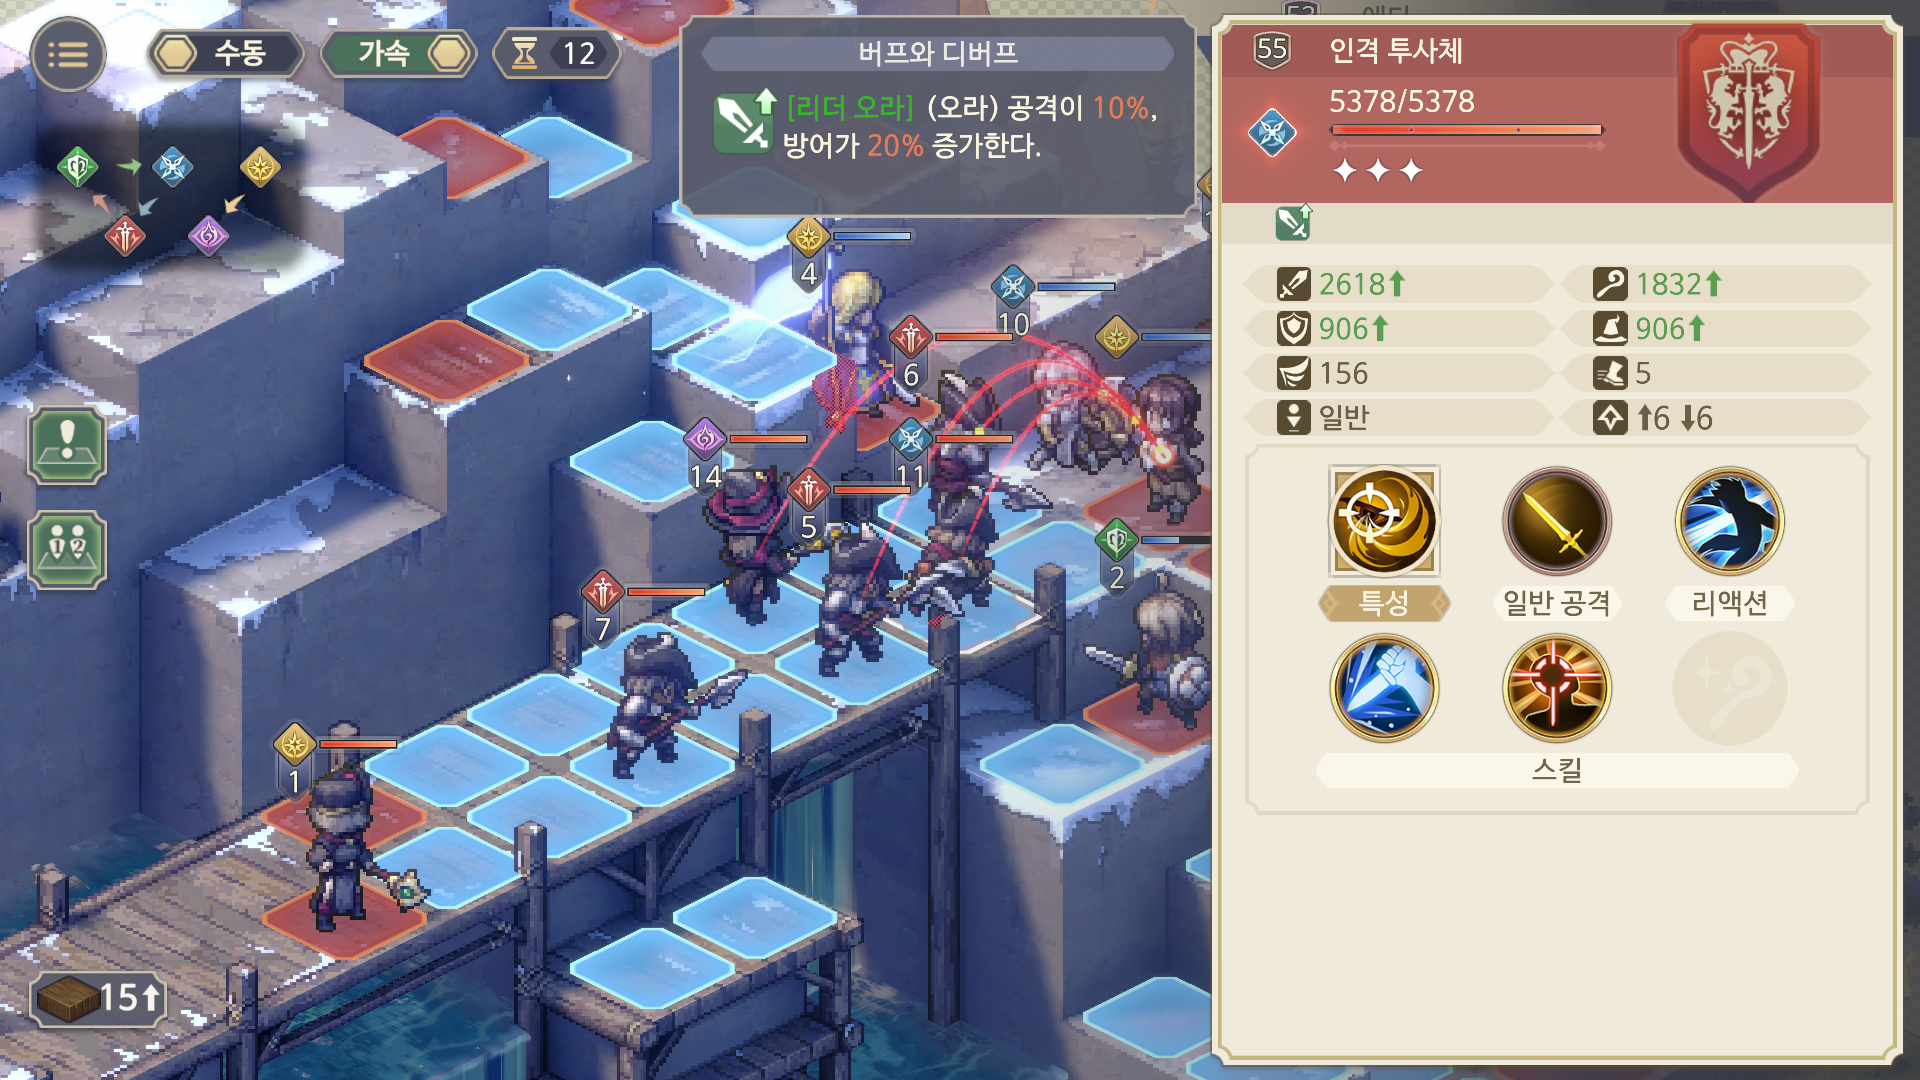 수동
가속
12
버프와 디버프
[리더 오라] (오라) 공격이 10%,
방어가 20% 증가한다.
55
인격 투사체
5378/5378
2618
1832
906
906
156
5
일반
6 6
특성
일반 공격
리액션
스킬
4
10
6
14
11
5
2
7
1
1 2
15